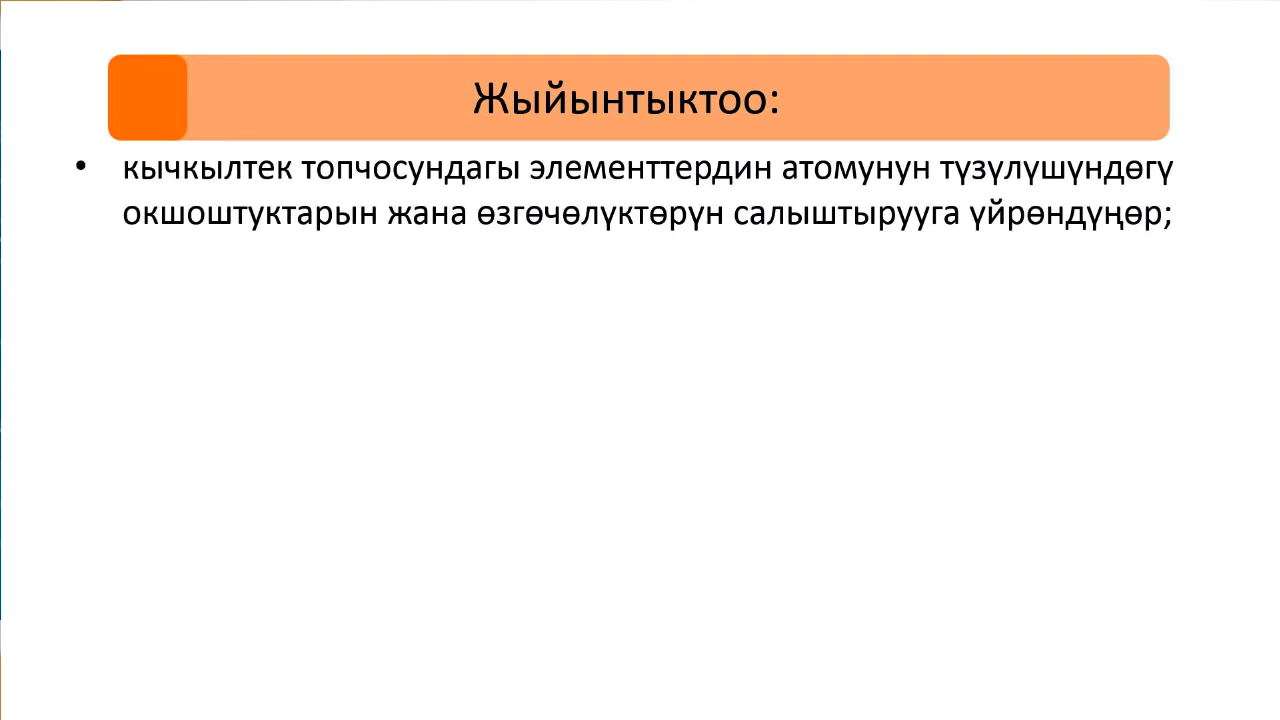 Жыйынтыктоо:
• кычкылтек топчосундагы элементтердин атомунун түзүлүшүндөгү
окшоштуктарын жана өзгөчөлүктөрүн салыштырууга үйрөндүңөр;